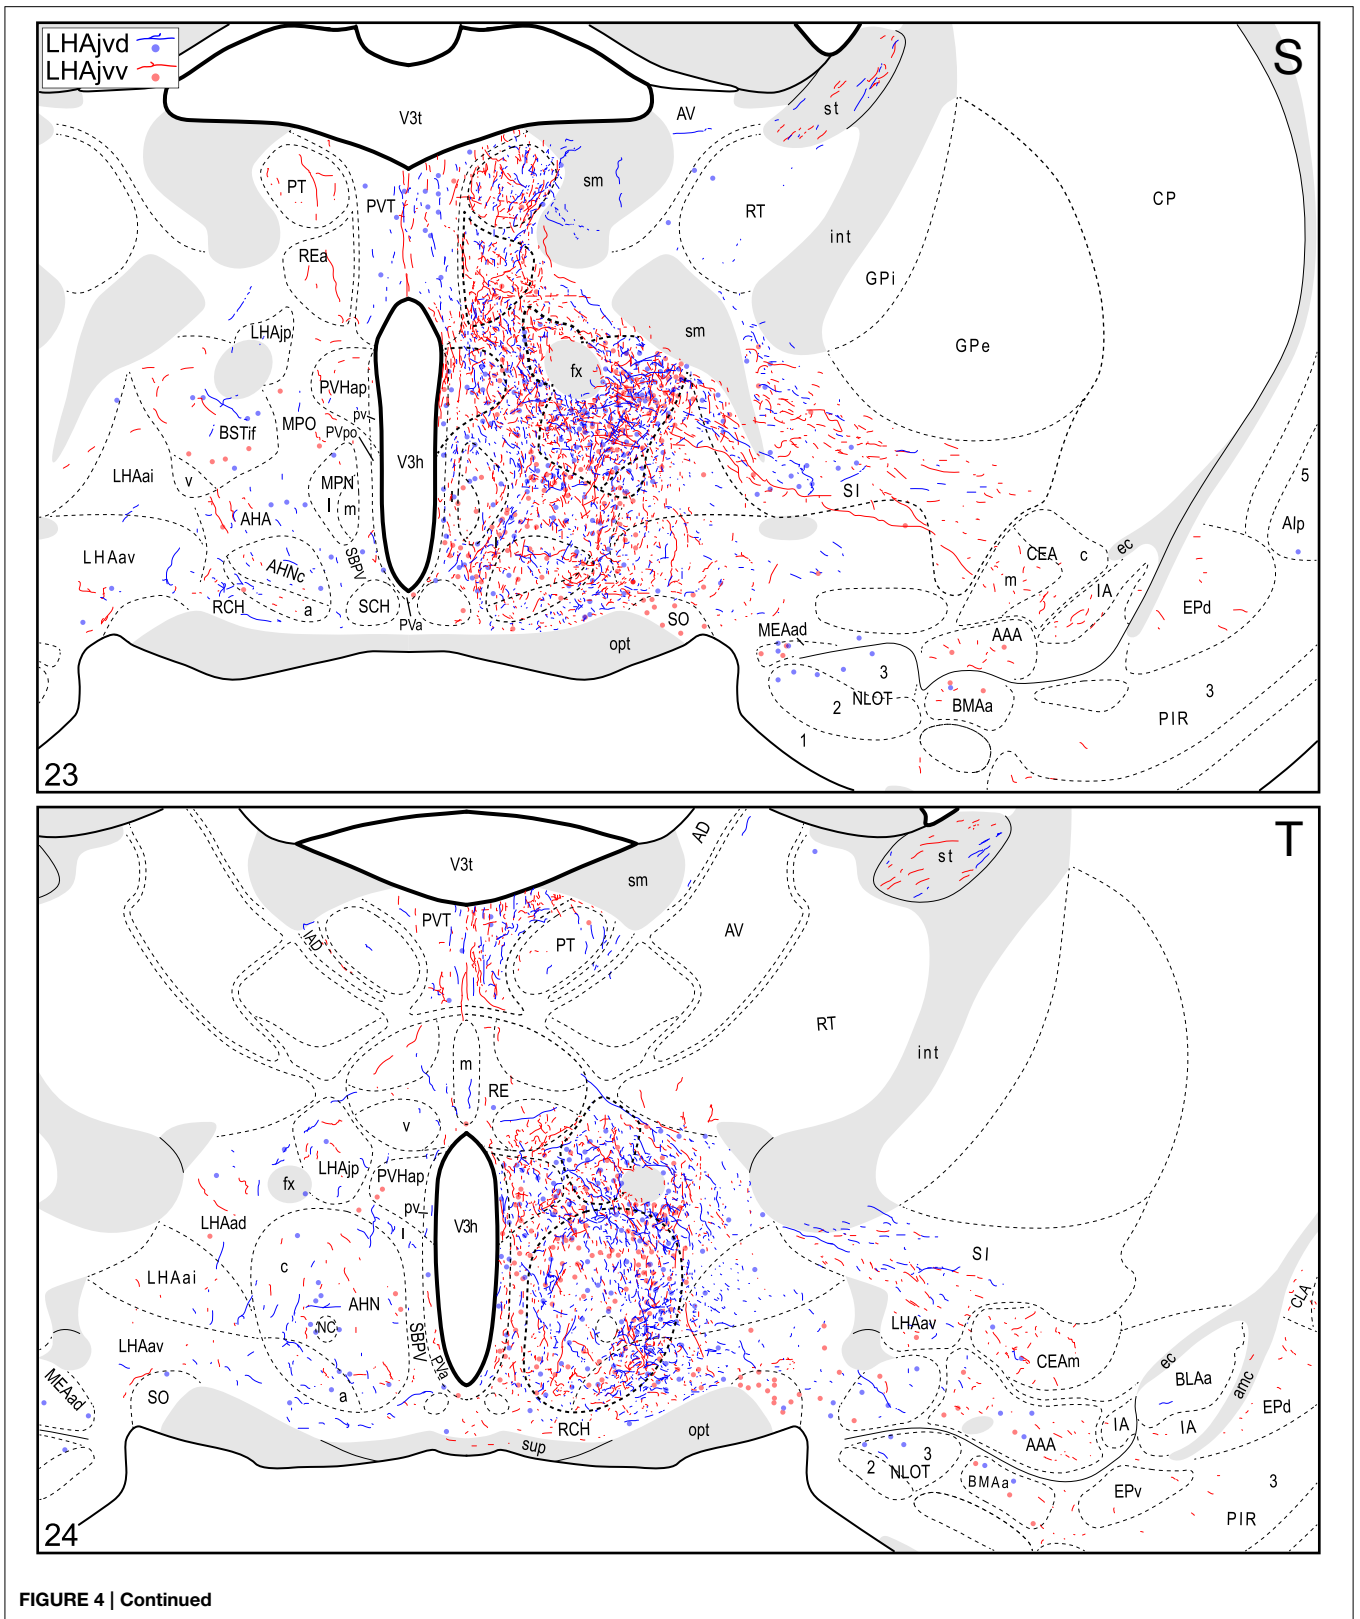 LHAjvd
LHAjvv
S
V3t
AV
st
sm
PT
PVT
RT
CP
int
REa
GPi
LHAjp
sm
GPe
fx
PVHap
pv
MPO
PVpo
BSTif
V3h
LHAai
v
MPN
SI
5
l
m
AHA
Alp
LHAav
SBPV
CEA
c
ec
AHNc
m
IA
RCH
a
SCH
PVa
SO
EPd
opt
MEAad
AAA
3
NLOT
2
BMAa
3
PIR
1
23
T
AD
V3t
st
sm
PVT
IAD
PT
AV
RT
int
m
RE
v
LHAjp
PVHap
fx
pv
LHAad
l
V3h
SI
c
LHAai
AHN
NC
CLA
LHAav
SBPV
PVa
LHAav
CEAm
ec
BLAa
amc
MEAad
SO
a
EPd
RCH
opt
sup
IA
IA
AAA
3
2
NLOT
BMAa
EPv
3
PIR
24
FIGURE 4 | Continued